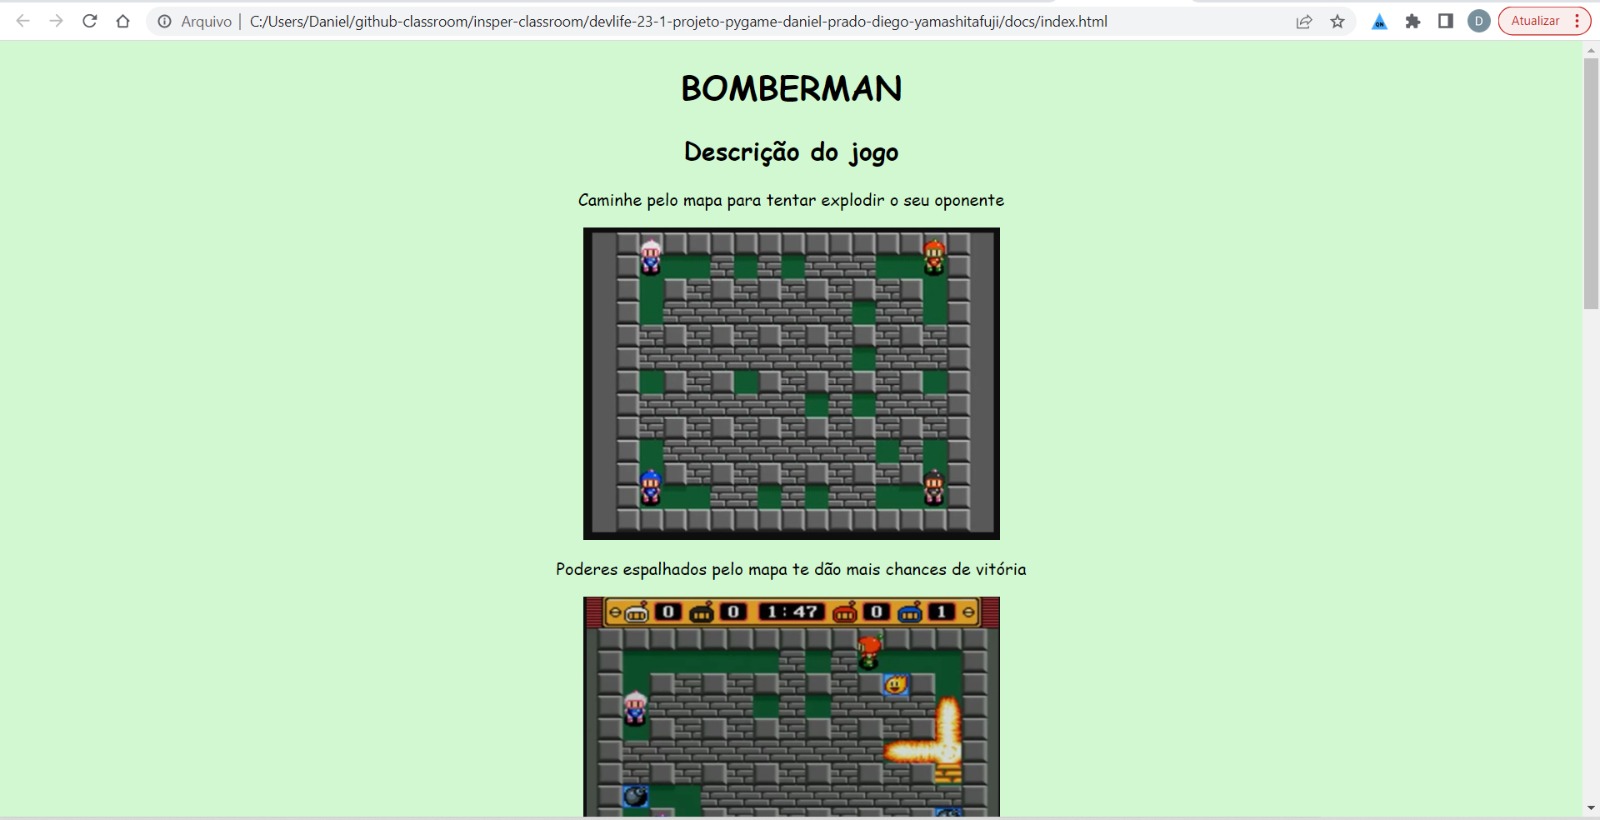 Arquivo | C:/Users/Daniel/github-classroom/insper-classroom/devlife-23-1-projeto-pygame-daniel-prado-diego-yamashitafuji/docs/index.html
ON
D
Atualizar
BOMBERMAN
Descrição do jogo
Caminhe pelo mapa para tentar explodir o seu oponente
Poderes espalhados pelo mapa te dão mais chances de vitória
0 0 1:47 0 1